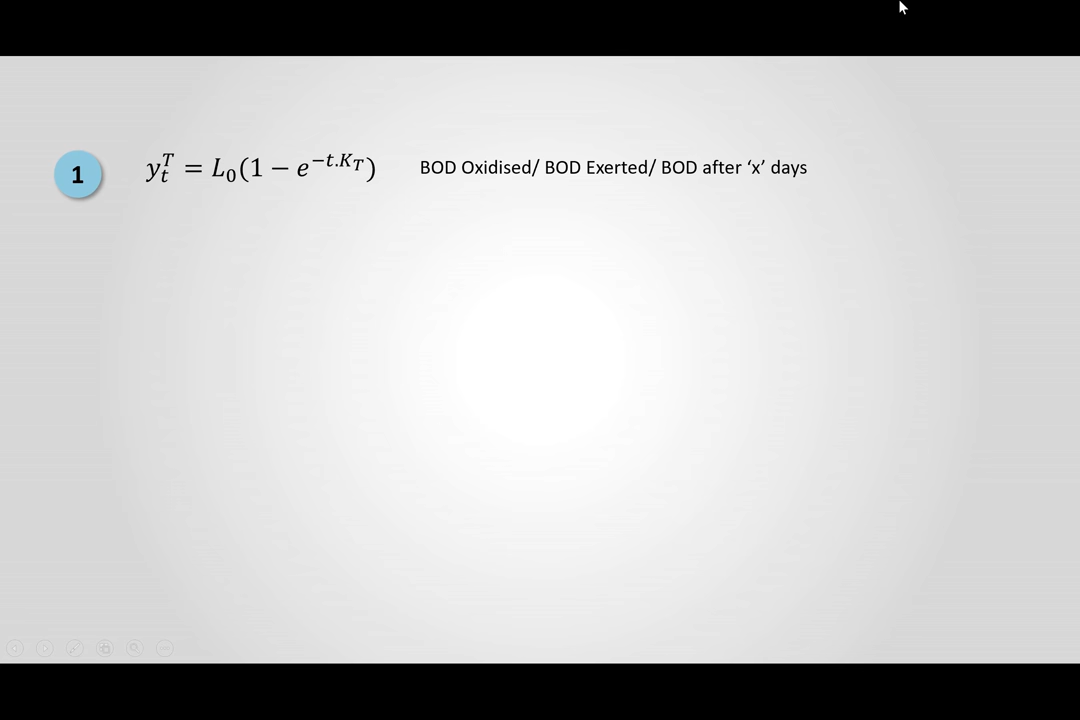 1 y_t^T = L_0(1 − e^{−t.K_T}) BOD Oxidised/ BOD Exerted/ BOD after ‘x’ days